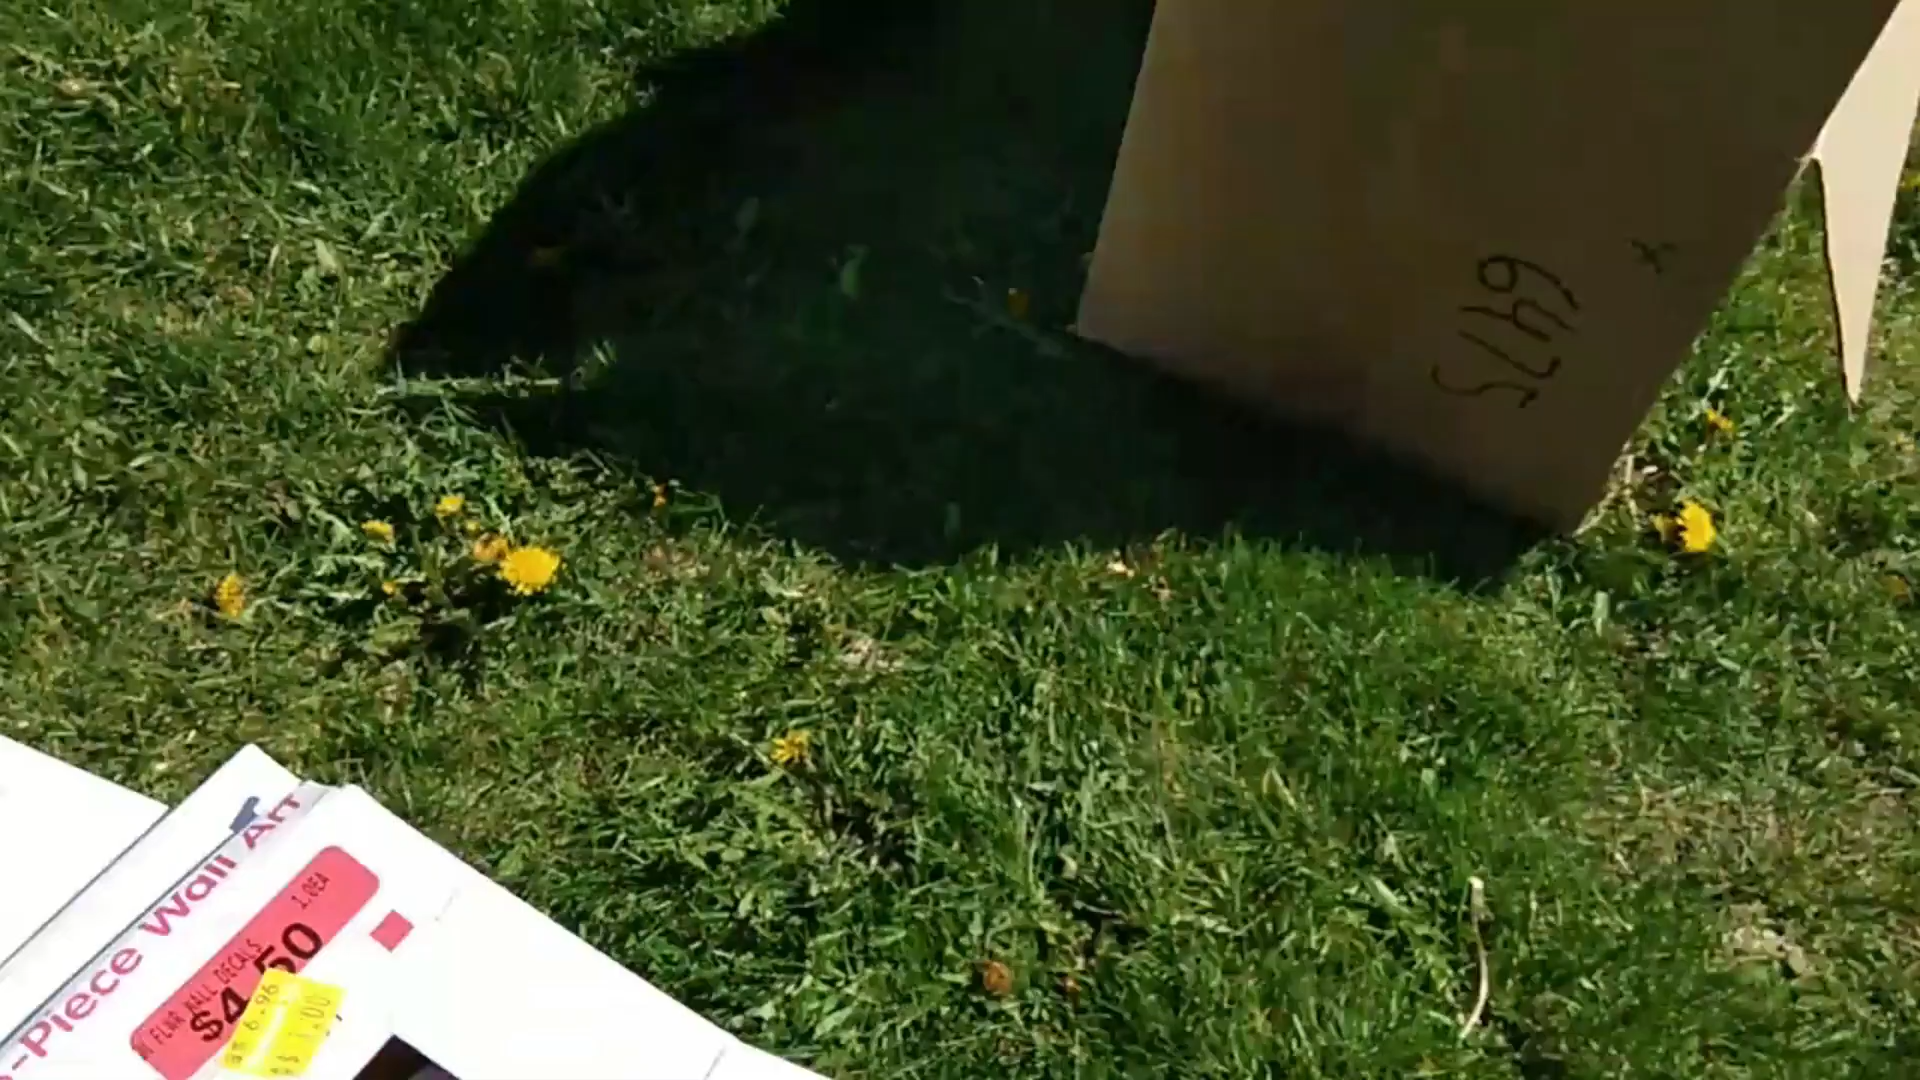 6475
x
-Piece Wall Art
1.0EA
WALL DECALS
$4.50
6.96